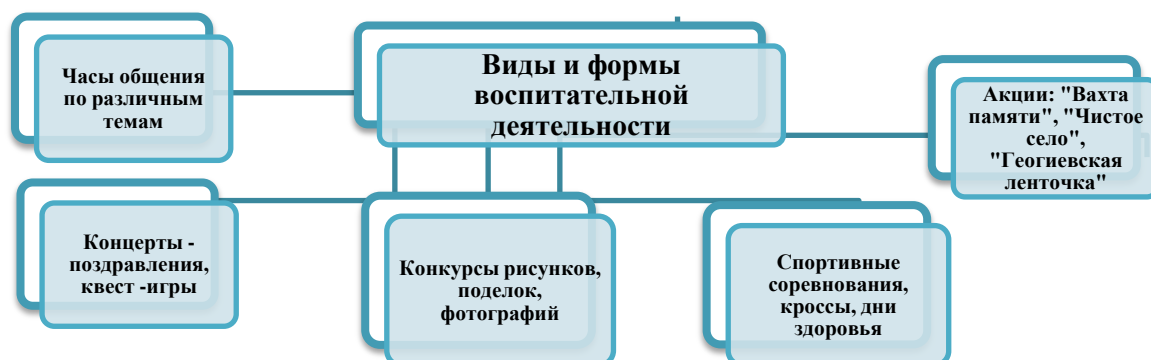 Виды и формы
воспитательной
деятельности
Часы общения
по различным
темам
Акции: "Вахта
памяти", "Чистое
село",
"Геогиевская
ленточка"
Концерты -
поздравления,
квест -игры
Конкурсы рисунков,
поделок,
фотографий
Спортивные
соревнования,
кроссы, дни
здоровья